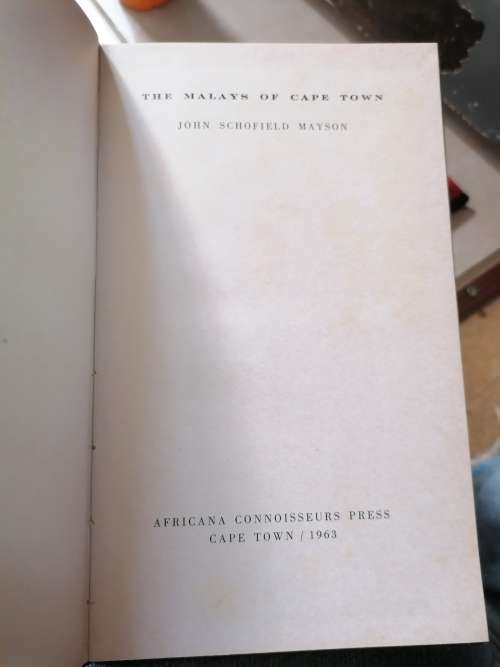 THE MALAYS OF CAPE TOWN
JOHN SCHOFIELD MAYSON
AFRICANA CONNOISSEURS PRESS
CAPE TOWN / 1963